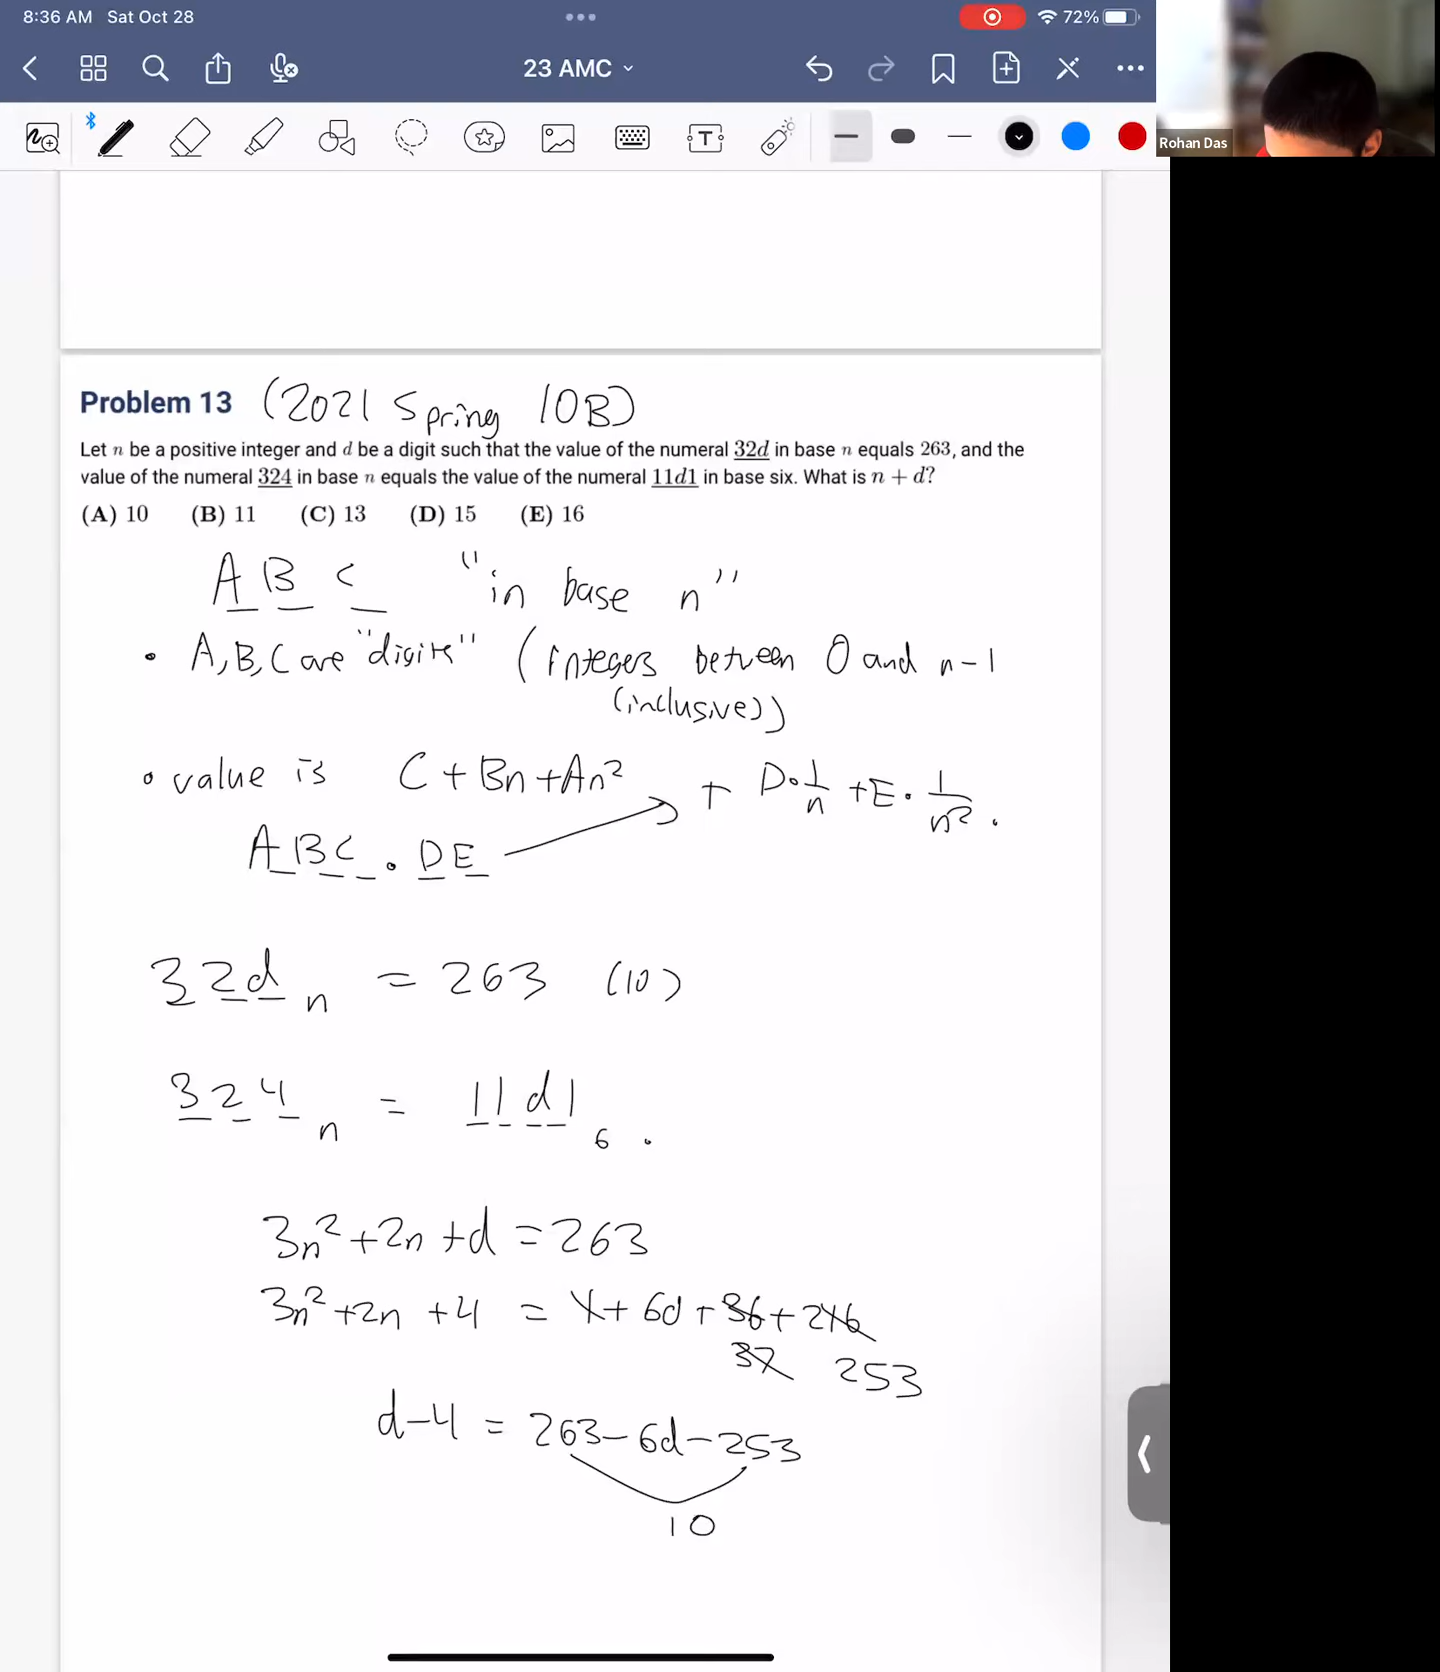 8:36 AM Sat Oct 28
72%
23 AMC
T
Rohan Das
Problem 13 (2021 Spring 10B)
Let n be a positive integer and d be a digit such that the value of the numeral 32d in base n equals 263, and the
value of the numeral 324 in base n equals the value of the numeral 11d1 in base six. What is n + d?
(A) 10 (B) 11 (C) 13 (D) 15 (E) 16
A B C "in base n"
• A, B, C are "digits" (integers between 0 and n-1
(inclusive))
• value is C + Bn + An² + D·1/n + E·1/n².
ABC.DE
32d n = 263 (10)
324 n = 11d1 6.
3n² + 2n + d = 263
3n² + 2n + 4 = 1 + 6d + 36 + 216
37 253
d-4 = 263-6d-253
10